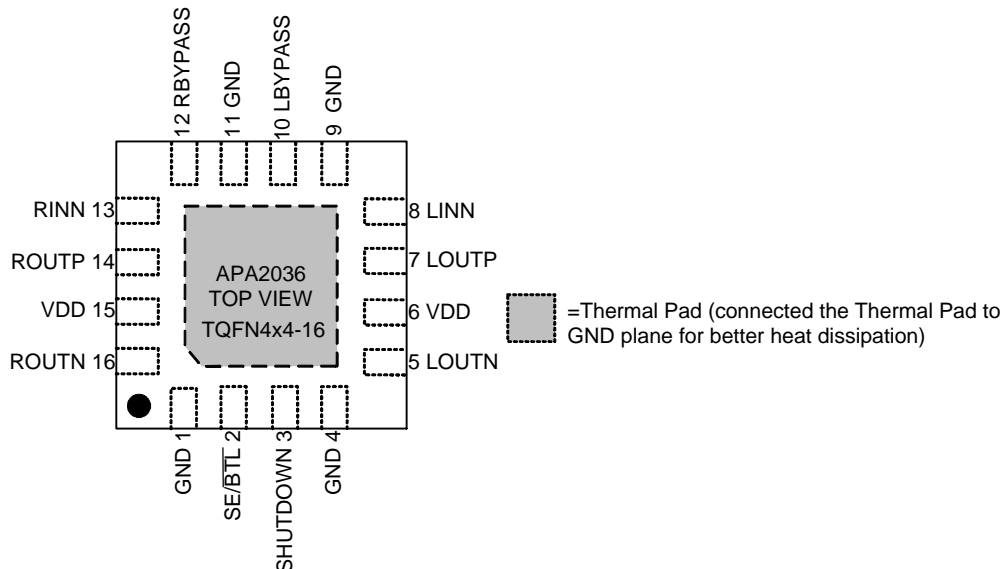 12 RBYPASS
11 GND
10 LBYPASS
9 GND
RINN 13
ROUTP 14
VDD 15
ROUTN 16
8 LINN
7 LOUTP
6 VDD
5 LOUTN
APA2036
TOP VIEW
TQFN4x4-16
=Thermal Pad (connected the Thermal Pad to
GND plane for better heat dissipation)
GND 1
SE/BTL 2
SHUTDOWN 3
GND 4